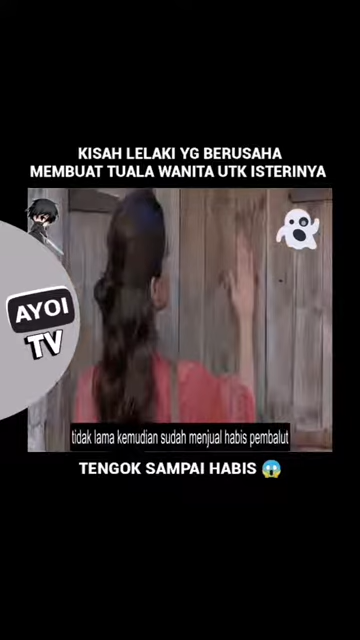 KISAH LELAKI YG BERUSAHA
MEMBUAT TUALA WANITA UTK ISTERINYA
AYOI
TV
tidak lama kemudian sudah menjual habis pembalut
TENGOK SAMPAI HABIS 😱